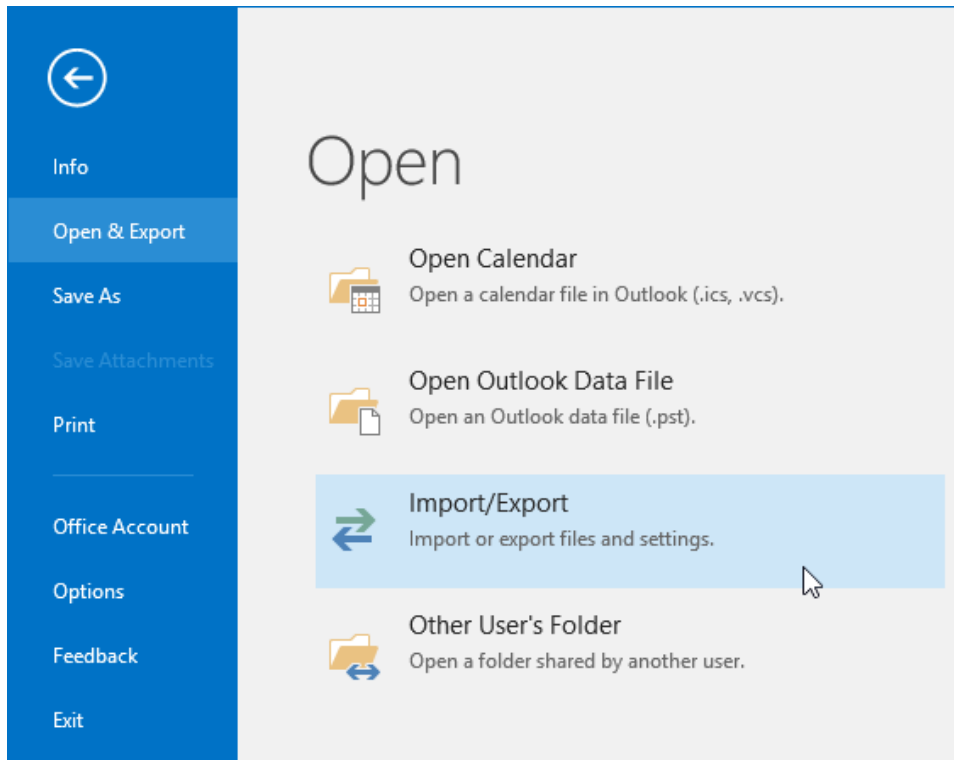 Info
Open & Export
Save As
Save Attachments
Print
Office Account
Options
Feedback
Exit
Open
Open Calendar
Open a calendar file in Outlook (.ics, .vcs).
Open Outlook Data File
Open an Outlook data file (.pst).
Import/Export
Import or export files and settings.
Other User's Folder
Open a folder shared by another user.